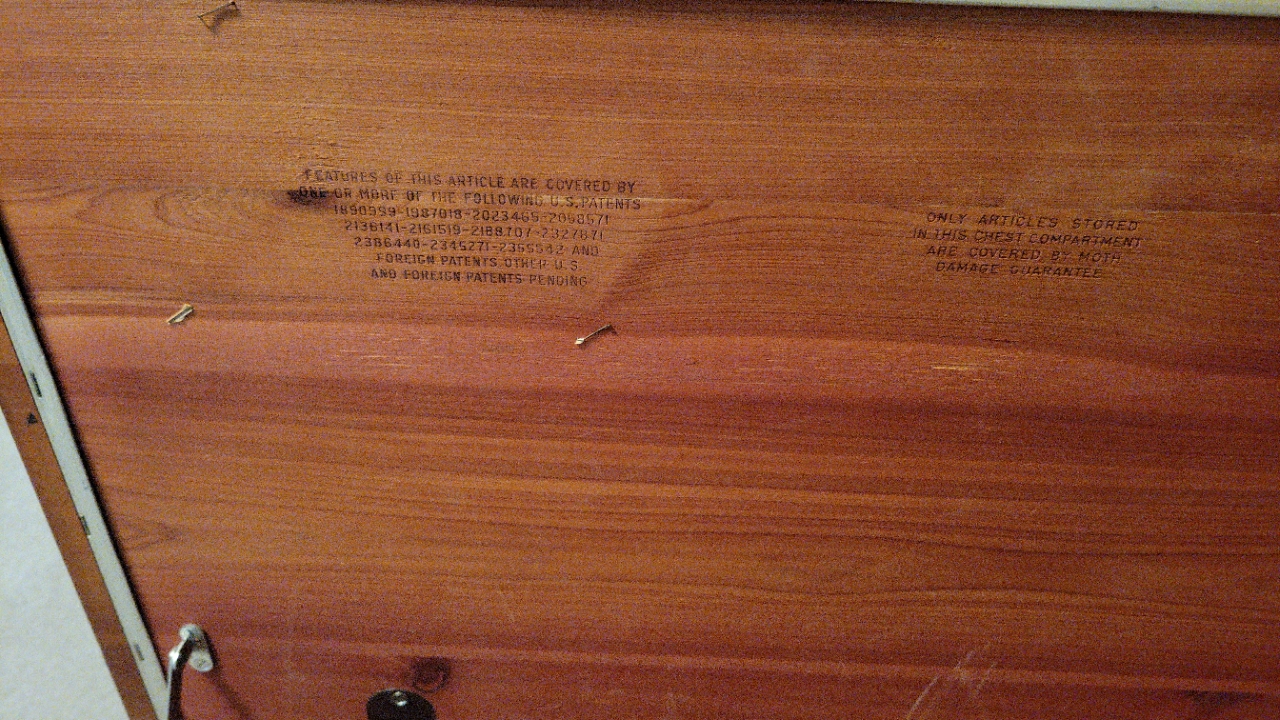 FEATURES OF THIS ARTICLE ARE COVERED BY
ONE OR MORE OF THE FOLLOWING U.S. PATENTS
1890959-1987018-2023465-2058571
2136141-2161519-2188707-2327871
2386440-2345271-2355582 AND
FOREIGN PATENTS OTHER U.S.
AND FOREIGN PATENTS PENDING
ONLY ARTICLES STORED
IN THIS CHEST COMPARTMENT
ARE COVERED BY MOTH
DAMAGE GUARANTEE